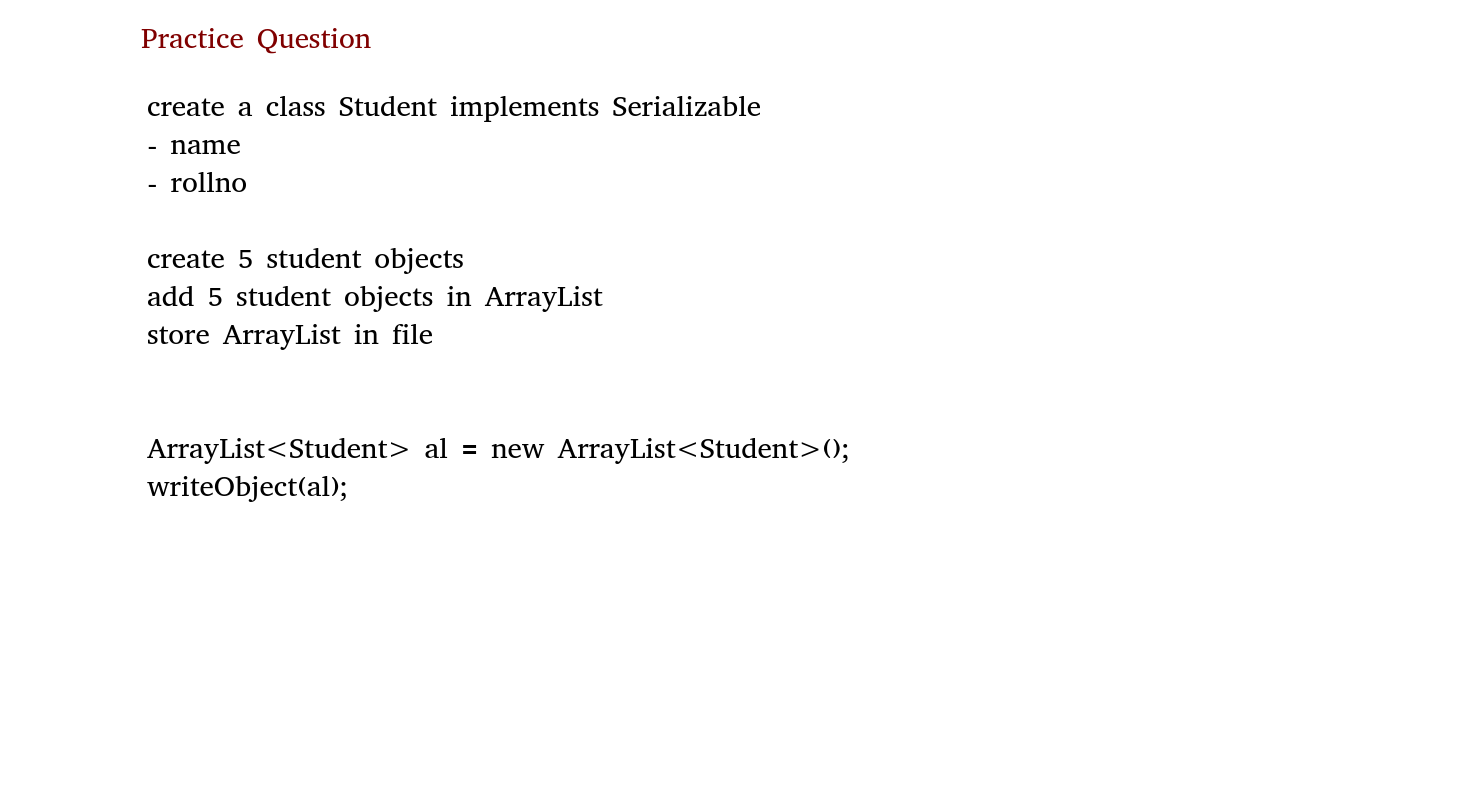 Practice Question
create a class Student implements Serializable
- name
- rollno
create 5 student objects
add 5 student objects in ArrayList
store ArrayList in file
ArrayList<Student> al = new ArrayList<Student>();
writeObject(al);